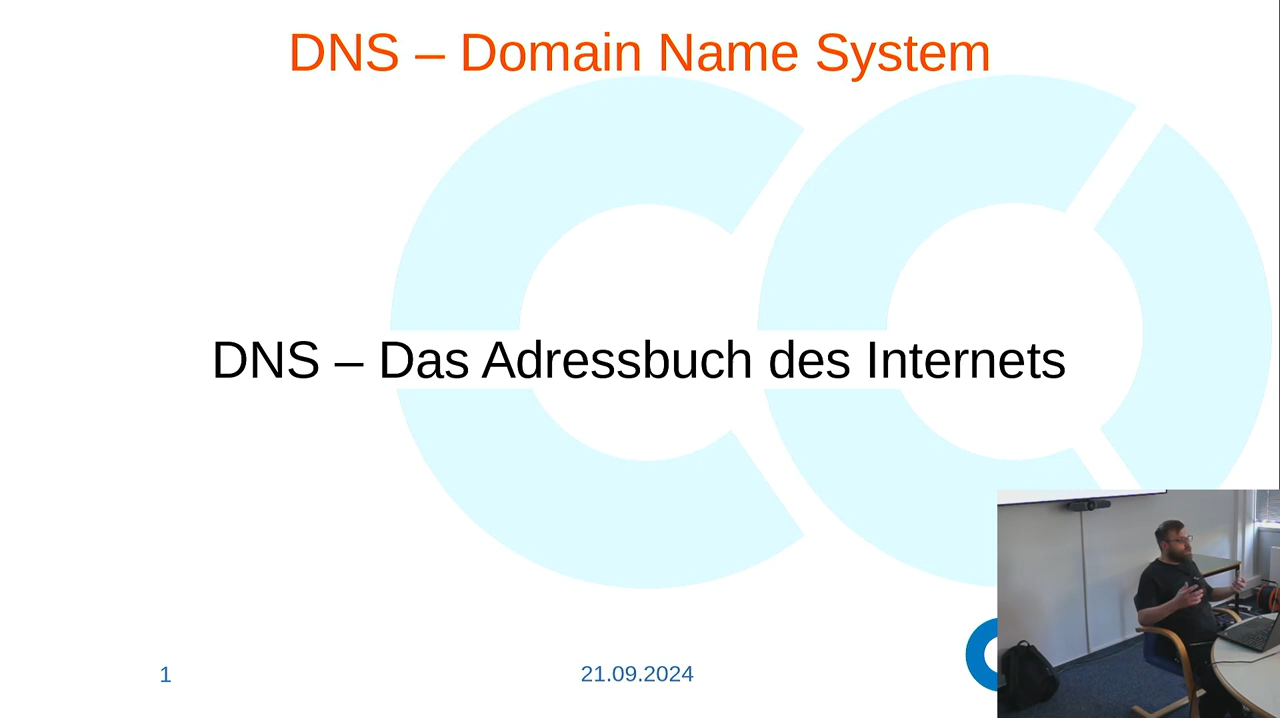 DNS – Domain Name System
DNS – Das Adressbuch des Internets
1
21.09.2024